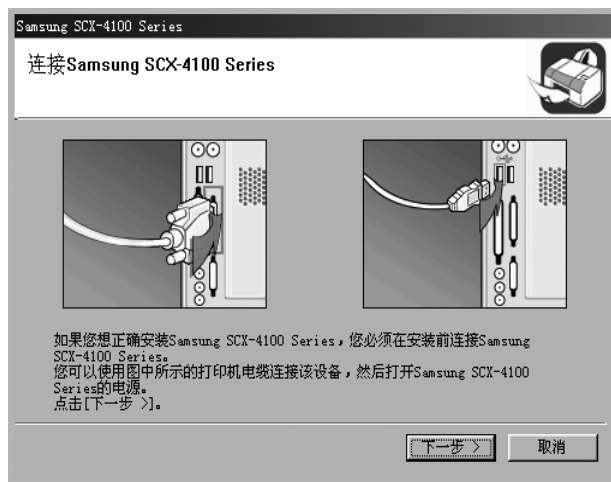 Samsung SCX-4100 Series
连接Samsung SCX-4100 Series
如果您想正确安装Samsung SCX-4100 Series，您必须在安装前连接Samsung
SCX-4100 Series。
您可以使用图中所示的打印机电缆连接该设备，然后打开Samsung SCX-4100
Series的电源。
点击[下一步 >]。
下一步 >
取消